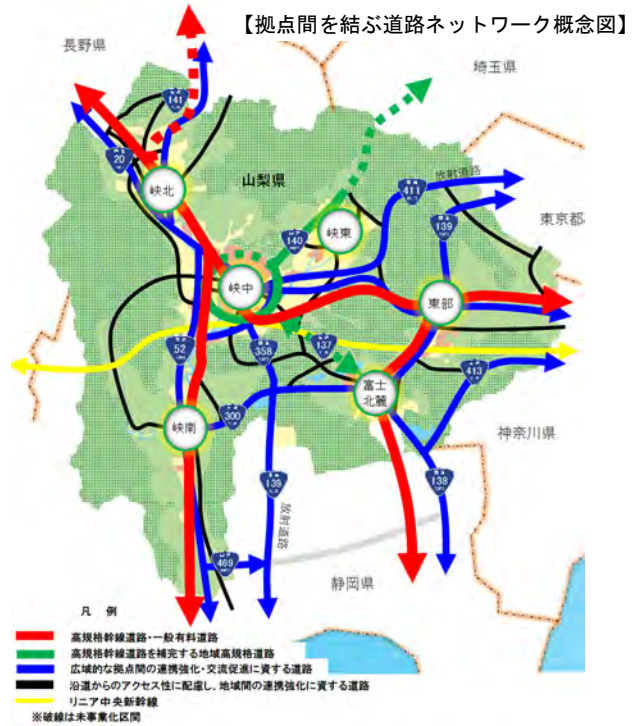 【拠点間を結ぶ道路ネットワーク概念図】
長野県
埼玉県
141
20
山梨県
411
放射道路
峡北
139
東京都
140
峡東
峡中
東部
52
358
137
413
富士
北麓
300
峡南
神奈川県
139
138
放射道路
469
静岡県
凡 例
高規格幹線道路・一般有料道路
高規格幹線道路を補完する地域高規格道路
広域的な拠点間の連携強化・交流促進に資する道路
沿道からのアクセス性に配慮し、地域間の連携強化に資する道路
リニア中央新幹線
※破線は未事業化区間